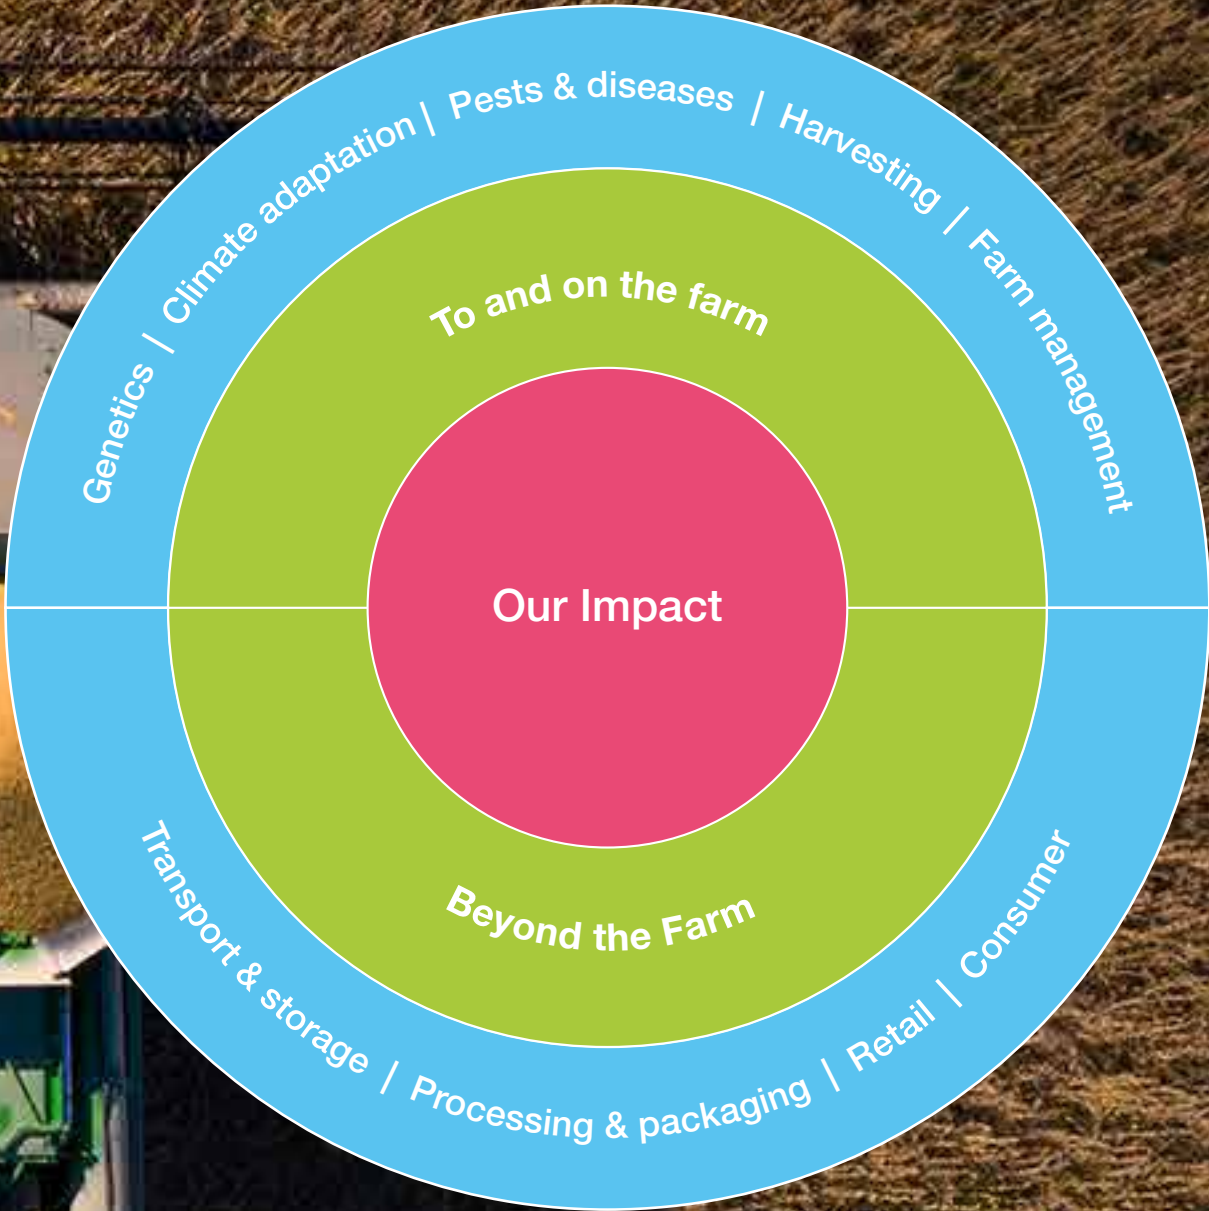 Genetics | Climate adaptation | Pests & diseases | Harvesting | Farm management
To and on the farm
Our Impact
Beyond the Farm
Transport & storage | Processing & packaging | Retail | Consumer